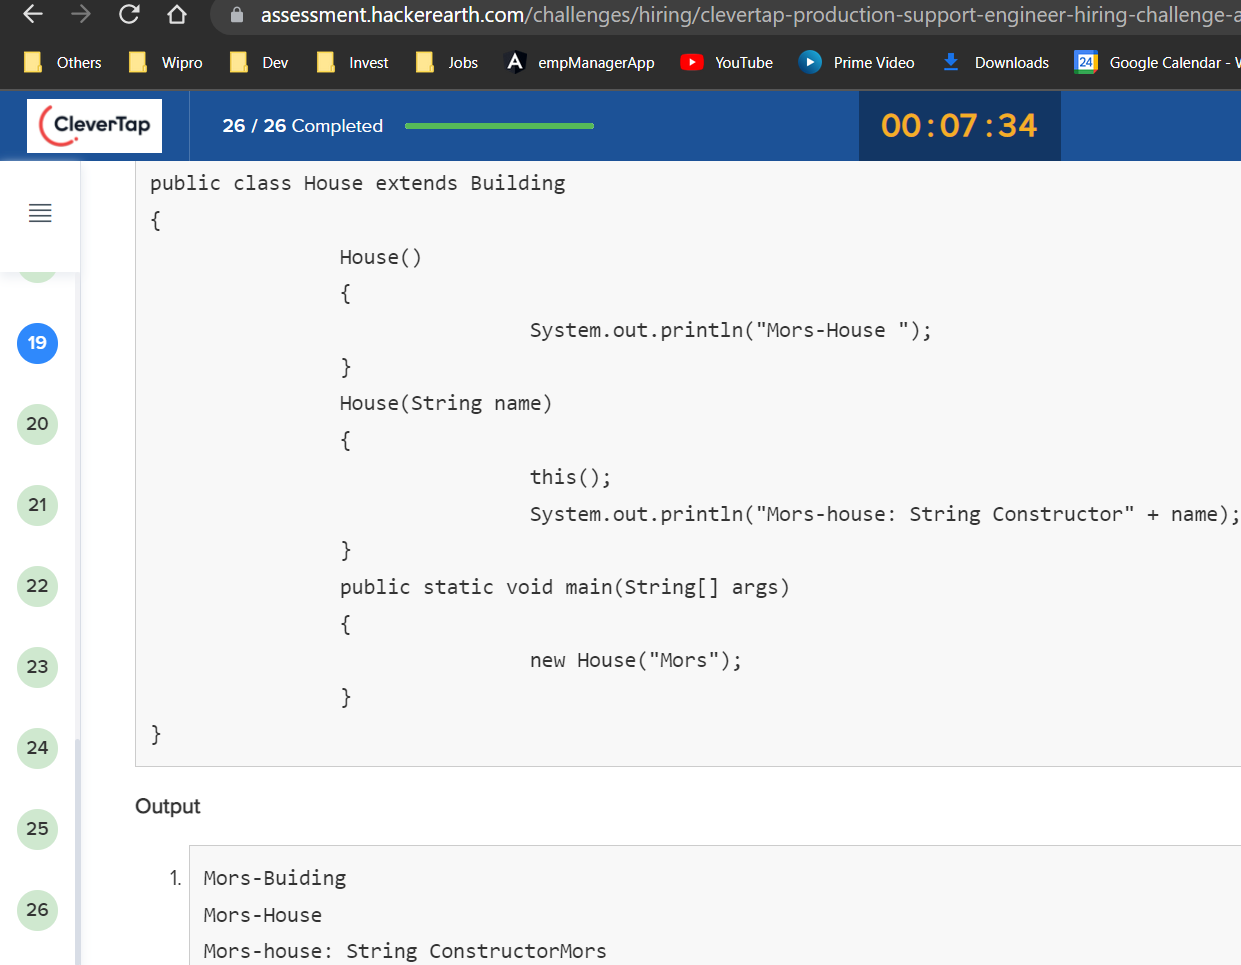 assessment.hackerearth.com/challenges/hiring/clevertap-production-support-engineer-hiring-challenge-a
Others Wipro Dev Invest Jobs empManagerApp YouTube Prime Video Downloads 24 Google Calendar - W
CleverTap 26 / 26 Completed 00:07:34
public class House extends Building
{
House()
{
System.out.println("Mors-House ");
}
House(String name)
{
this();
System.out.println("Mors-house: String Constructor" + name);
}
public static void main(String[] args)
{
new House("Mors");
}
}
19
20
21
22
23
24
25
26
Output
1. Mors-Buiding
Mors-House
Mors-house: String ConstructorMors